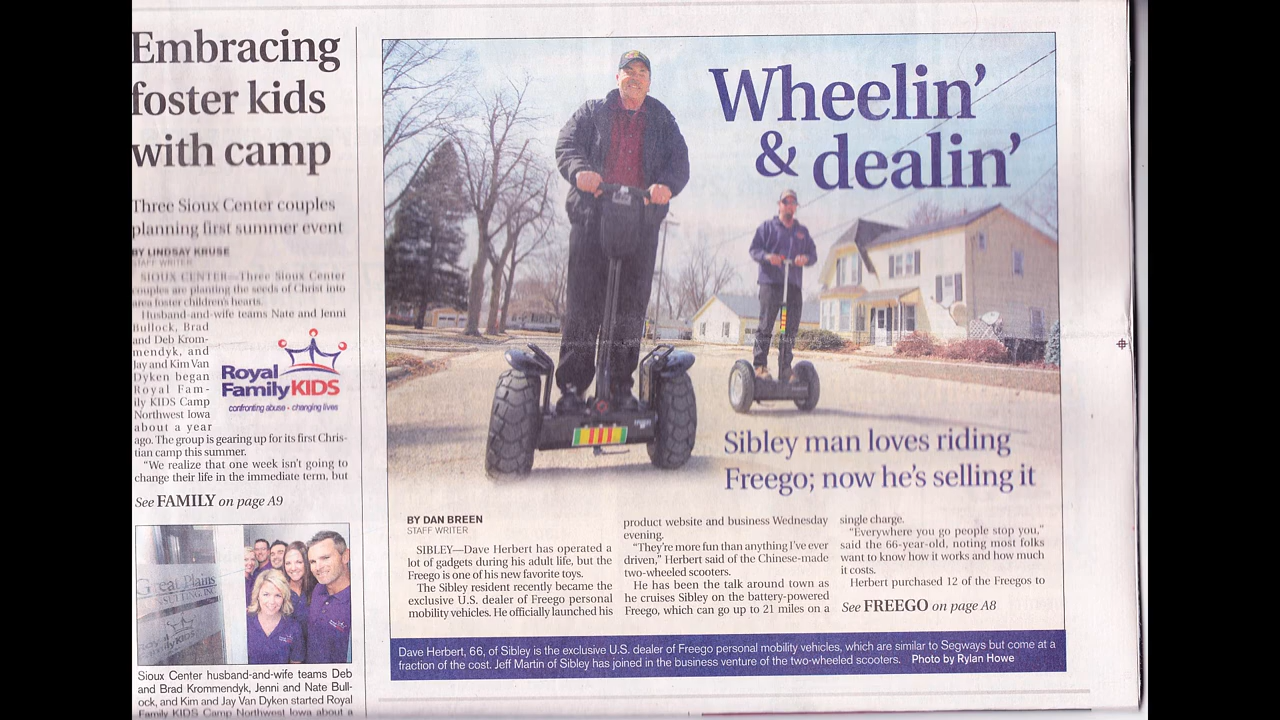 Embracing
foster kids
with camp
Three Sioux Center couples
planning first summer event
BY LINDSAY KRUSE
STAFF WRITER
SIOUX CENTER—Three Sioux Center
couples are planting the seeds of Christ into
area foster children's hearts.
Husband-and-wife teams Nate and Jenni
Bullock, Brad
and Deb Krom-
mendyk, and
Jay and Kim Van
Dyken began
Royal Fam-
ily KIDS Camp
Northwest Iowa
about a year
ago. The group is gearing up for its first Chris-
tian camp this summer.
“We realize that one week isn't going to
change their life in the immediate term, but
See FAMILY on page A9
Royal
Family KIDS
confronting abuse - changing lives
Great Plains
Sioux Center husband-and-wife teams Deb
and Brad Krommendyk, Jenni and Nate Bull-
ock, and Kim and Jay Van Dyken started Royal
Family KIDS Camp Northwest Iowa about a
Wheelin’
& dealin’
Sibley man loves riding
Freego; now he's selling it
BY DAN BREEN
STAFF WRITER
SIBLEY—Dave Herbert has operated a
lot of gadgets during his adult life, but the
Freego is one of his new favorite toys.
The Sibley resident recently became the
exclusive U.S. dealer of Freego personal
mobility vehicles. He officially launched his
product website and business Wednesday
evening.
“They're more fun than anything I've ever
driven,” Herbert said of the Chinese-made
two-wheeled scooters.
He has been the talk around town as
he cruises Sibley on the battery-powered
Freego, which can go up to 21 miles on a
single charge.
“Everywhere you go people stop you,”
said the 66-year-old, noting most folks
want to know how it works and how much
it costs.
Herbert purchased 12 of the Freegos to
See FREEGO on page A8
Dave Herbert, 66, of Sibley is the exclusive U.S. dealer of Freego personal mobility vehicles, which are similar to Segways but come at a
fraction of the cost. Jeff Martin of Sibley has joined in the business venture of the two-wheeled scooters. Photo by Rylan Howe